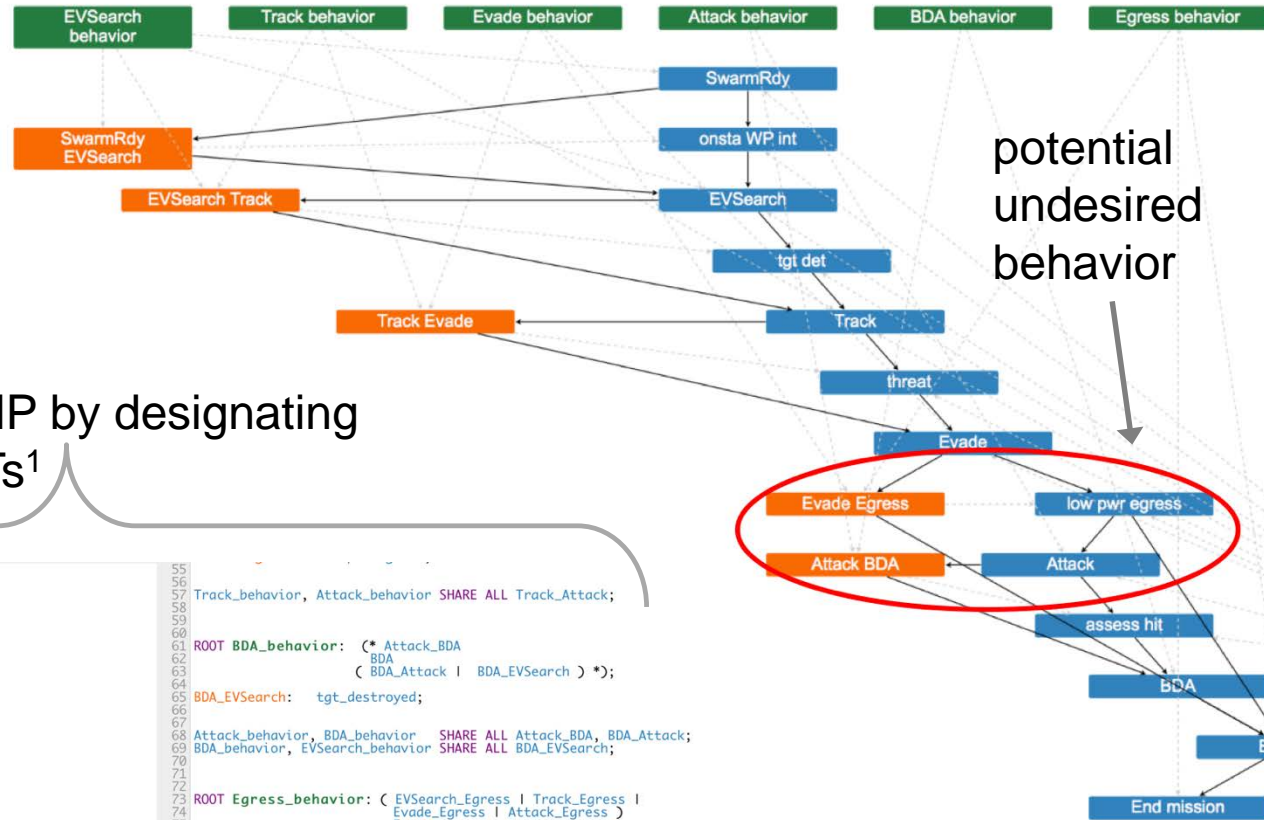 EVSearch
behavior
Track behavior
Evade behavior
Attack behavior
BDA behavior
Egress behavior
SwarmRdy
SwarmRdy
EVSearch
onsta WP int
potential
undesired
behavior
EVSearch Track
EVSearch
tgt det
Track Evade
Track
threat
by designating
Evade
Evade Egress
low pwr egress
Attack BDA
Attack
assess hit
BDA
End mission
55
56
57 Track_behavior, Attack_behavior SHARE ALL Track_Attack;
58
59
60
61 ROOT BDA_behavior: (* Attack_BDA
62 BDA
63 ( BDA_Attack | BDA_EVSearch ) *);
64
65 BDA_EVSearch: tgt_destroyed;
66
67
68 Attack_behavior, BDA_behavior SHARE ALL Attack_BDA, BDA_Attack;
69 BDA_behavior, EVSearch_behavior SHARE ALL BDA_EVSearch;
70
71
72
73 ROOT Egress_behavior: ( EVSearch_Egress | Track_Egress |
74 Evade_Egress | Attack_Egress )